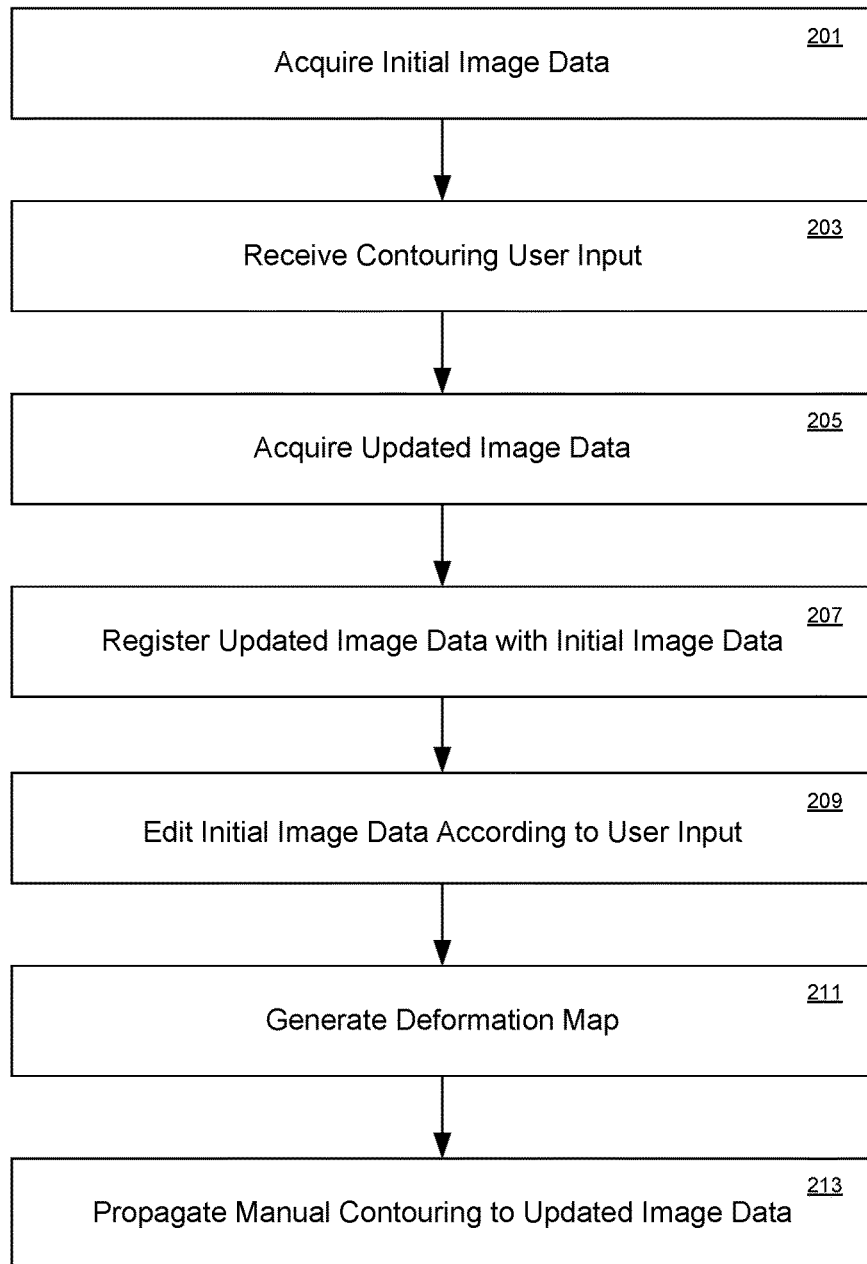 201
Acquire Initial Image Data
203
Receive Contouring User Input
205
Acquire Updated Image Data
207
Register Updated Image Data with Initial Image Data
209
Edit Initial Image Data According to User Input
211
Generate Deformation Map
213
Propagate Manual Contouring to Updated Image Data